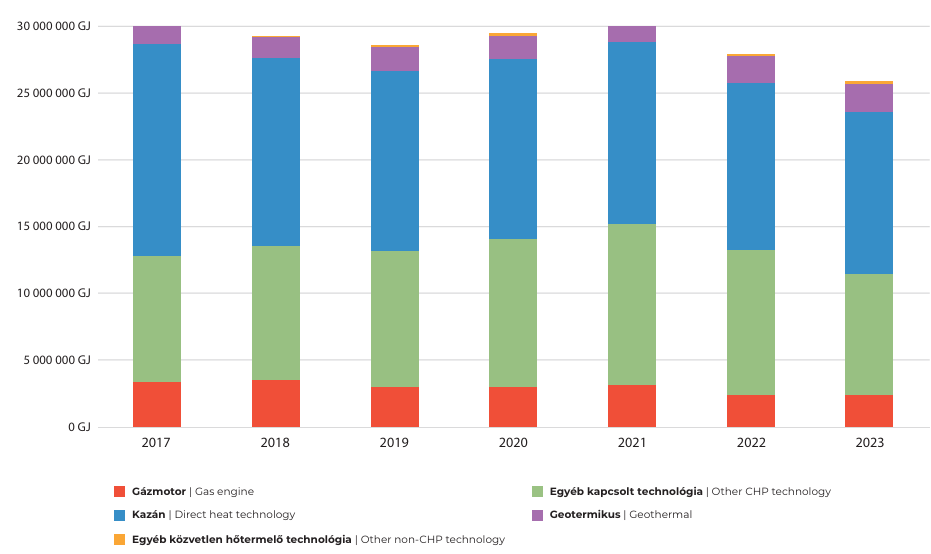 30 000 000 GJ
25 000 000 GJ
20 000 000 GJ
15 000 000 GJ
10 000 000 GJ
5 000 000 GJ
0 GJ
2017 2018 2019 2020 2021 2022 2023
Gázmotor | Gas engine
Egyéb kapcsolt technológia | Other CHP technology
Kazán | Direct heat technology
Geotermikus | Geothermal
Egyéb közvetlen hőtermelő technológia | Other non-CHP technology